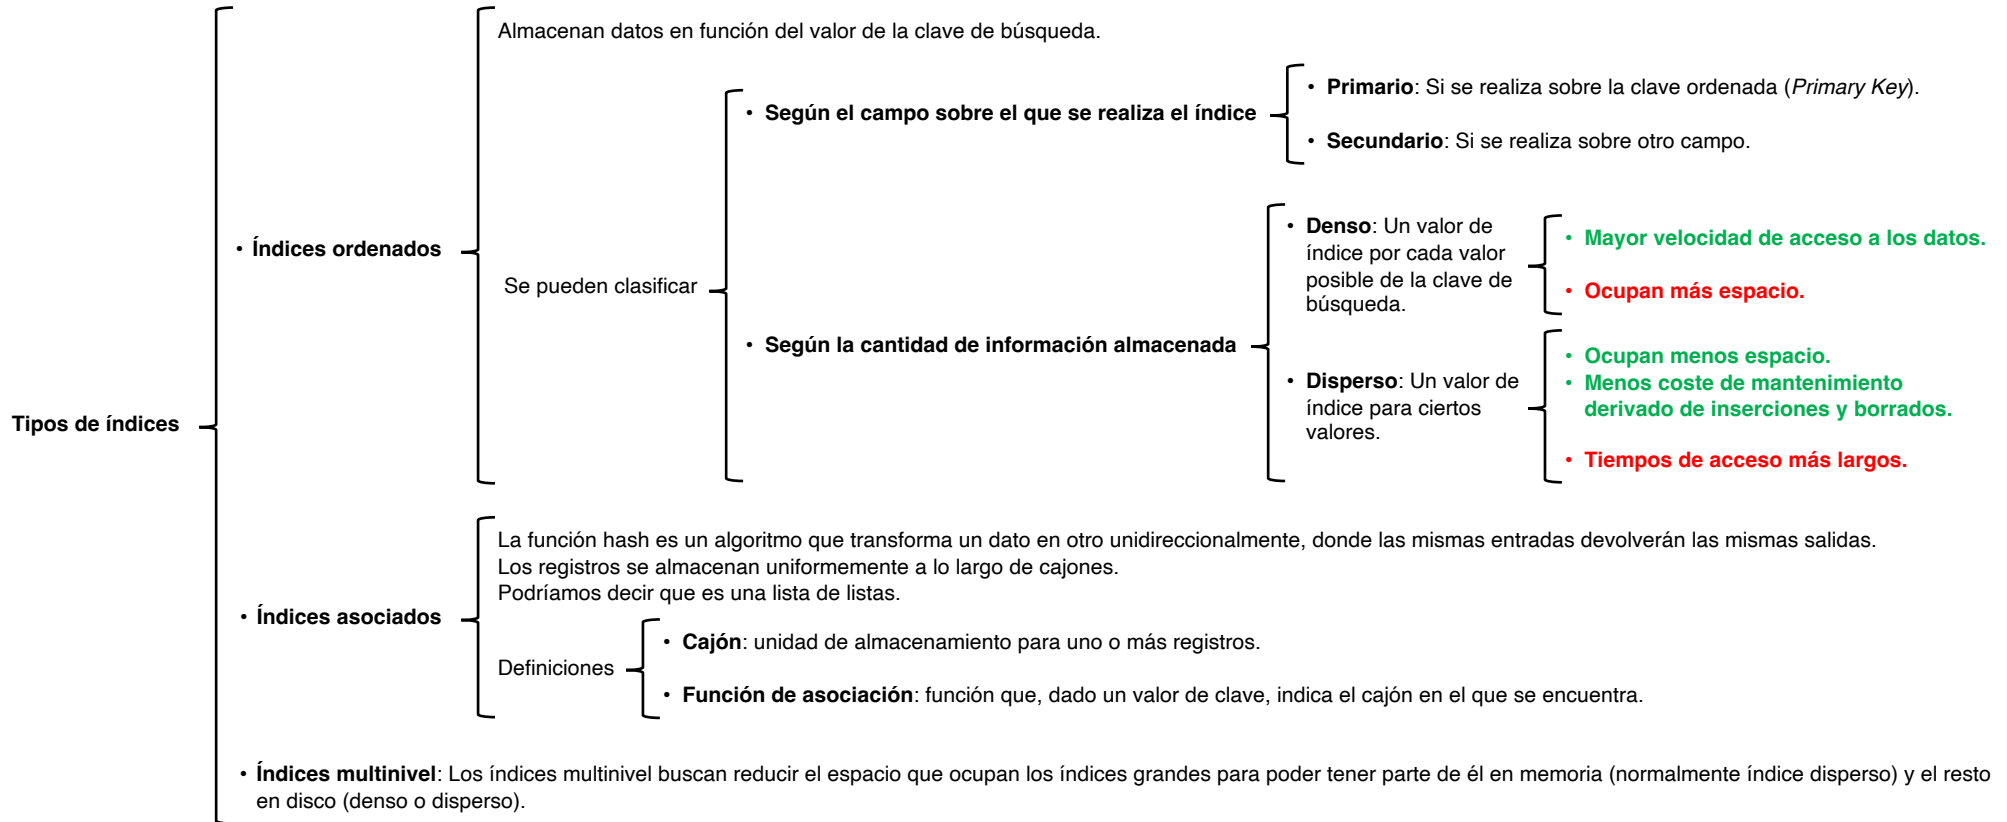 Tipos de índices
• Índices ordenados
Almacenan datos en función del valor de la clave de búsqueda.
Se pueden clasificar
• Según el campo sobre el que se realiza el índice
• Primario: Si se realiza sobre la clave ordenada (Primary Key).
• Secundario: Si se realiza sobre otro campo.
• Según la cantidad de información almacenada
• Denso: Un valor de
índice por cada valor
posible de la clave de
búsqueda.
• Mayor velocidad de acceso a los datos.
• Ocupan más espacio.
• Disperso: Un valor de
índice para ciertos
valores.
• Ocupan menos espacio.
• Menos coste de mantenimiento
derivado de inserciones y borrados.
• Tiempos de acceso más largos.
• Índices asociados
La función hash es un algoritmo que transforma un dato en otro unidireccionalmente, donde las mismas entradas devolverán las mismas salidas.
Los registros se almacenan uniformemente a lo largo de cajones.
Podríamos decir que es una lista de listas.
Definiciones
• Cajón: unidad de almacenamiento para uno o más registros.
• Función de asociación: función que, dado un valor de clave, indica el cajón en el que se encuentra.
• Índices multinivel: Los índices multinivel buscan reducir el espacio que ocupan los índices grandes para poder tener parte de él en memoria (normalmente índice disperso) y el resto
en disco (denso o disperso).